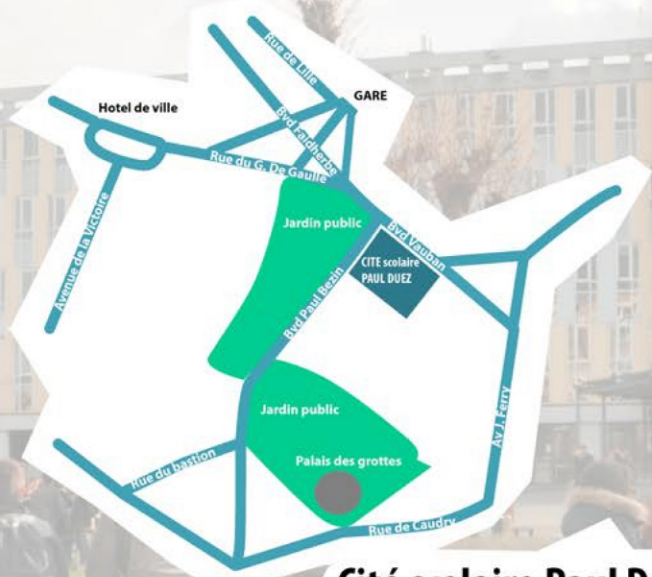 Rue de Lille
GARE
Hotel de ville
Bvd Faidherbe
Rue du G. De Gaulle
Avenue de la Victoire
Jardin public
Bvd Vauban
CITE scolaire
PAUL DUEZ
Bvd Paul Bezin
Jardin public
Av J. Ferry
Rue du bastion
Palais des grottes
Rue de Caudry